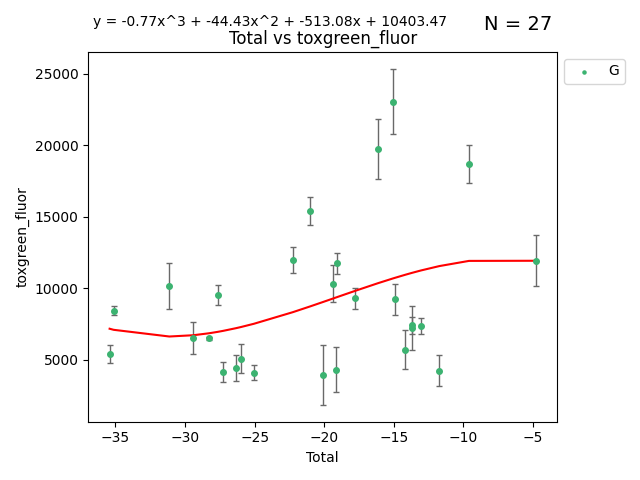 y = -0.77x^3 + -44.43x^2 + -513.08x + 10403.47
N = 27
Total vs toxgreen_fluor
G
25000
20000
15000
10000
5000
toxgreen_fluor
−35 −30 −25 −20 −15 −10 −5
Total